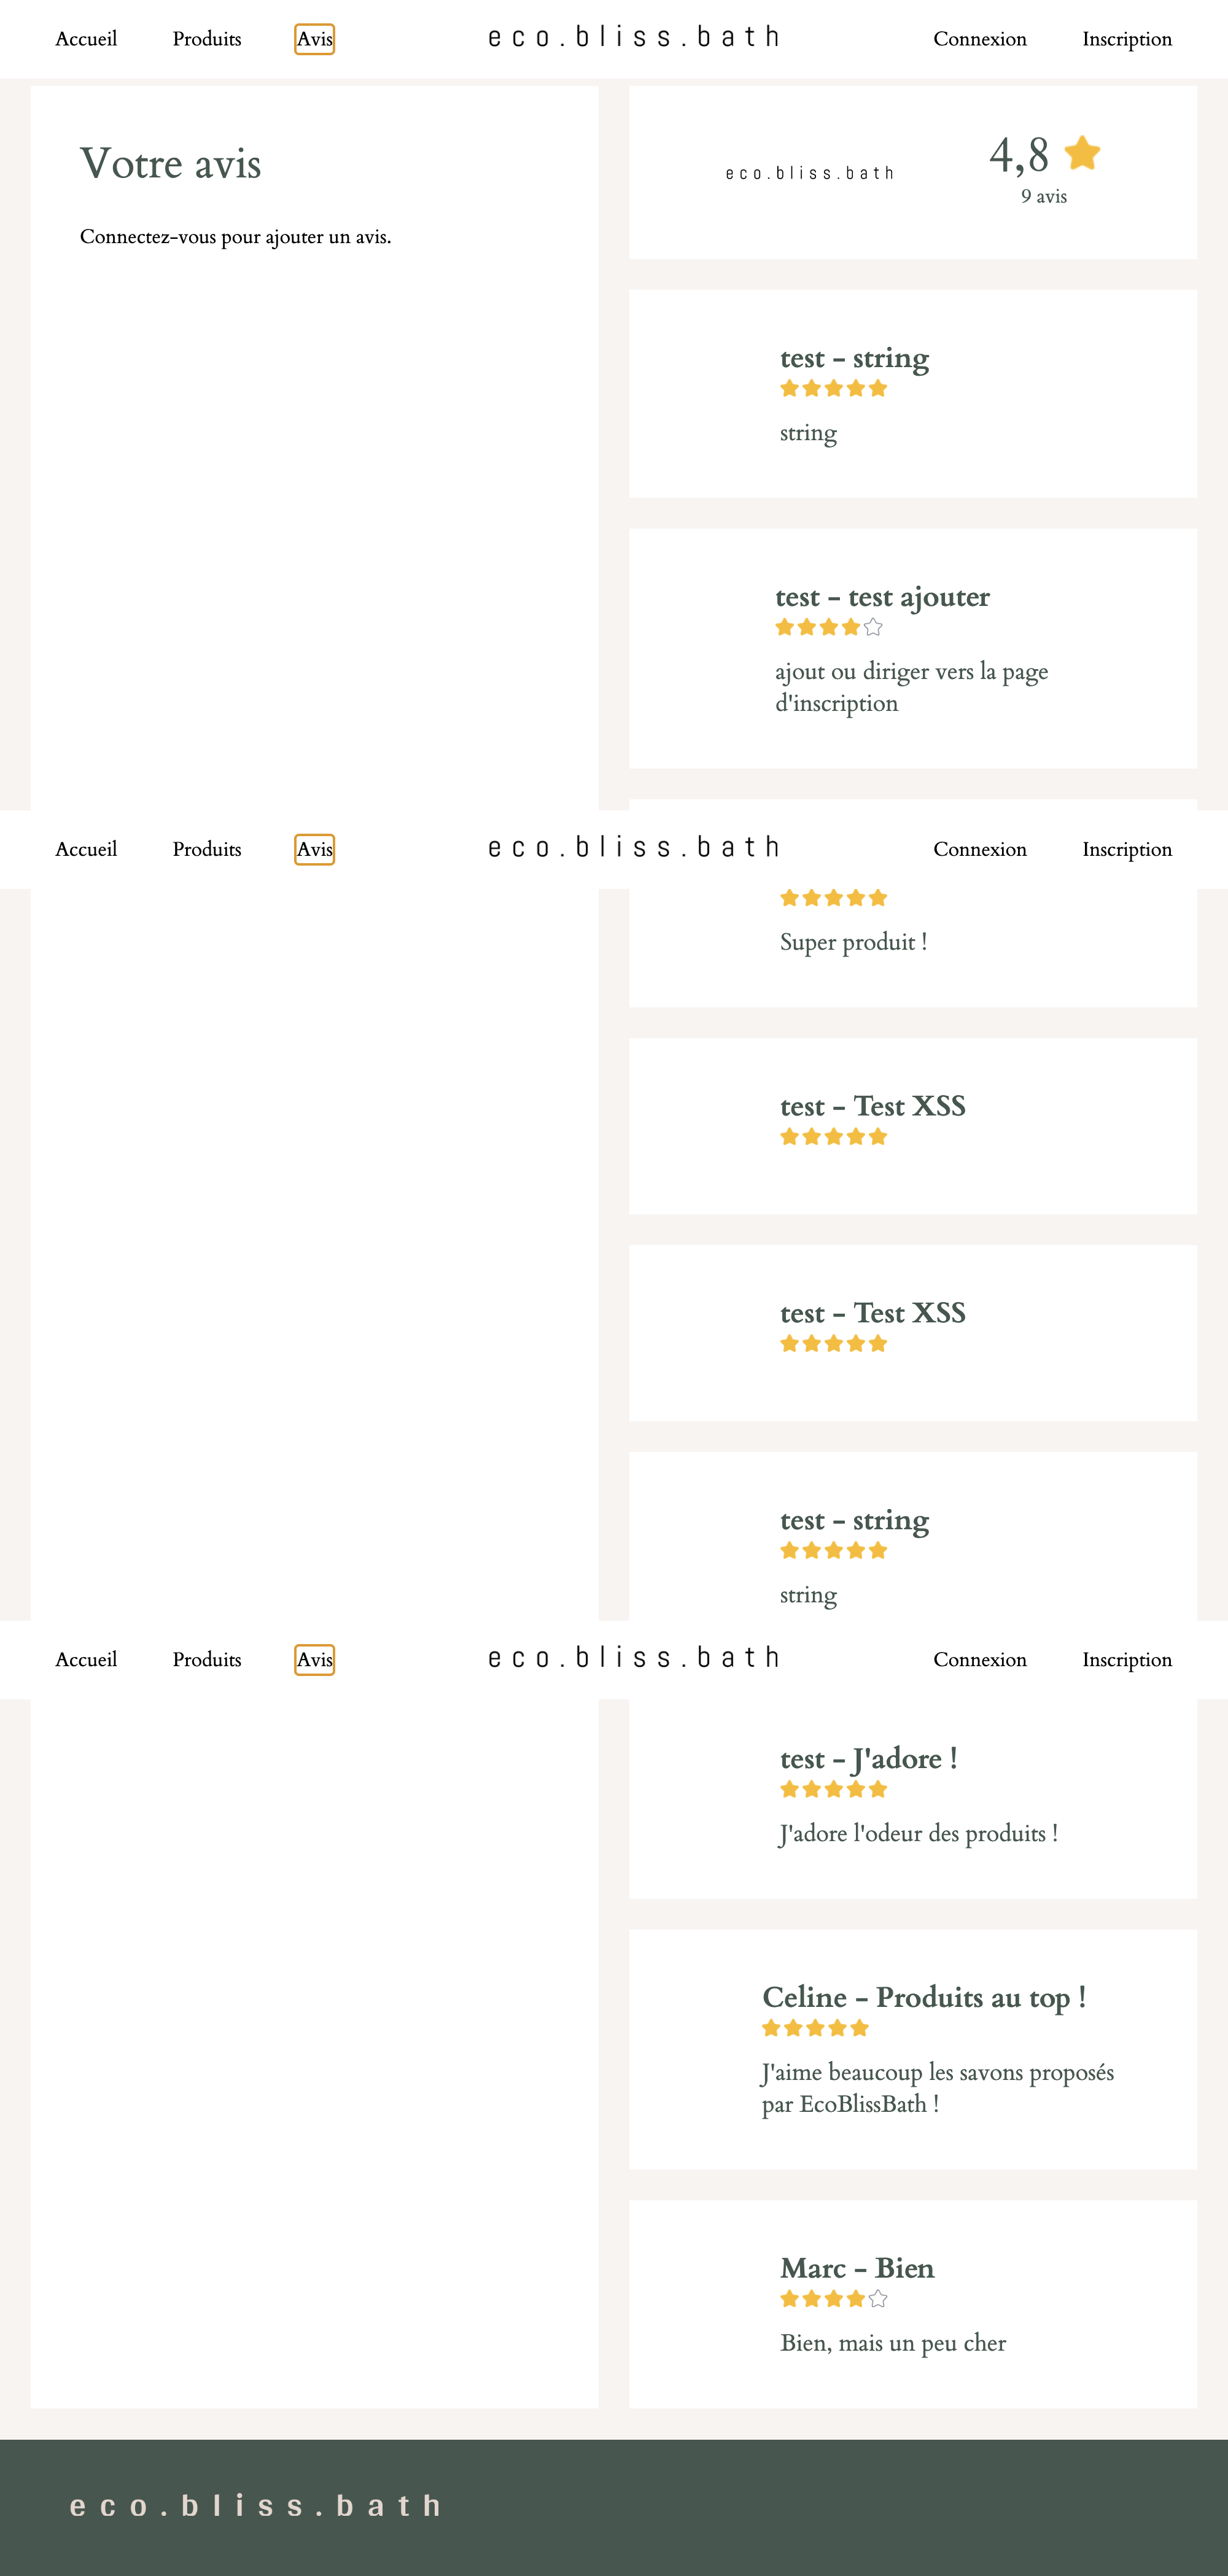 Accueil Produits Avis eco.bliss.bath Connexion Inscription
Votre avis
Connectez-vous pour ajouter un avis.
eco.bliss.bath
4,8
9 avis
test - string
string
test - test ajouter
ajout ou diriger vers la page
d'inscription
Accueil Produits Avis eco.bliss.bath Connexion Inscription
Super produit !
test - Test XSS
test - Test XSS
test - string
string
Accueil Produits Avis eco.bliss.bath Connexion Inscription
test - J'adore !
J'adore l'odeur des produits !
Celine - Produits au top !
J'aime beaucoup les savons proposés
par EcoBlissBath !
Marc - Bien
Bien, mais un peu cher
eco.bliss.bath